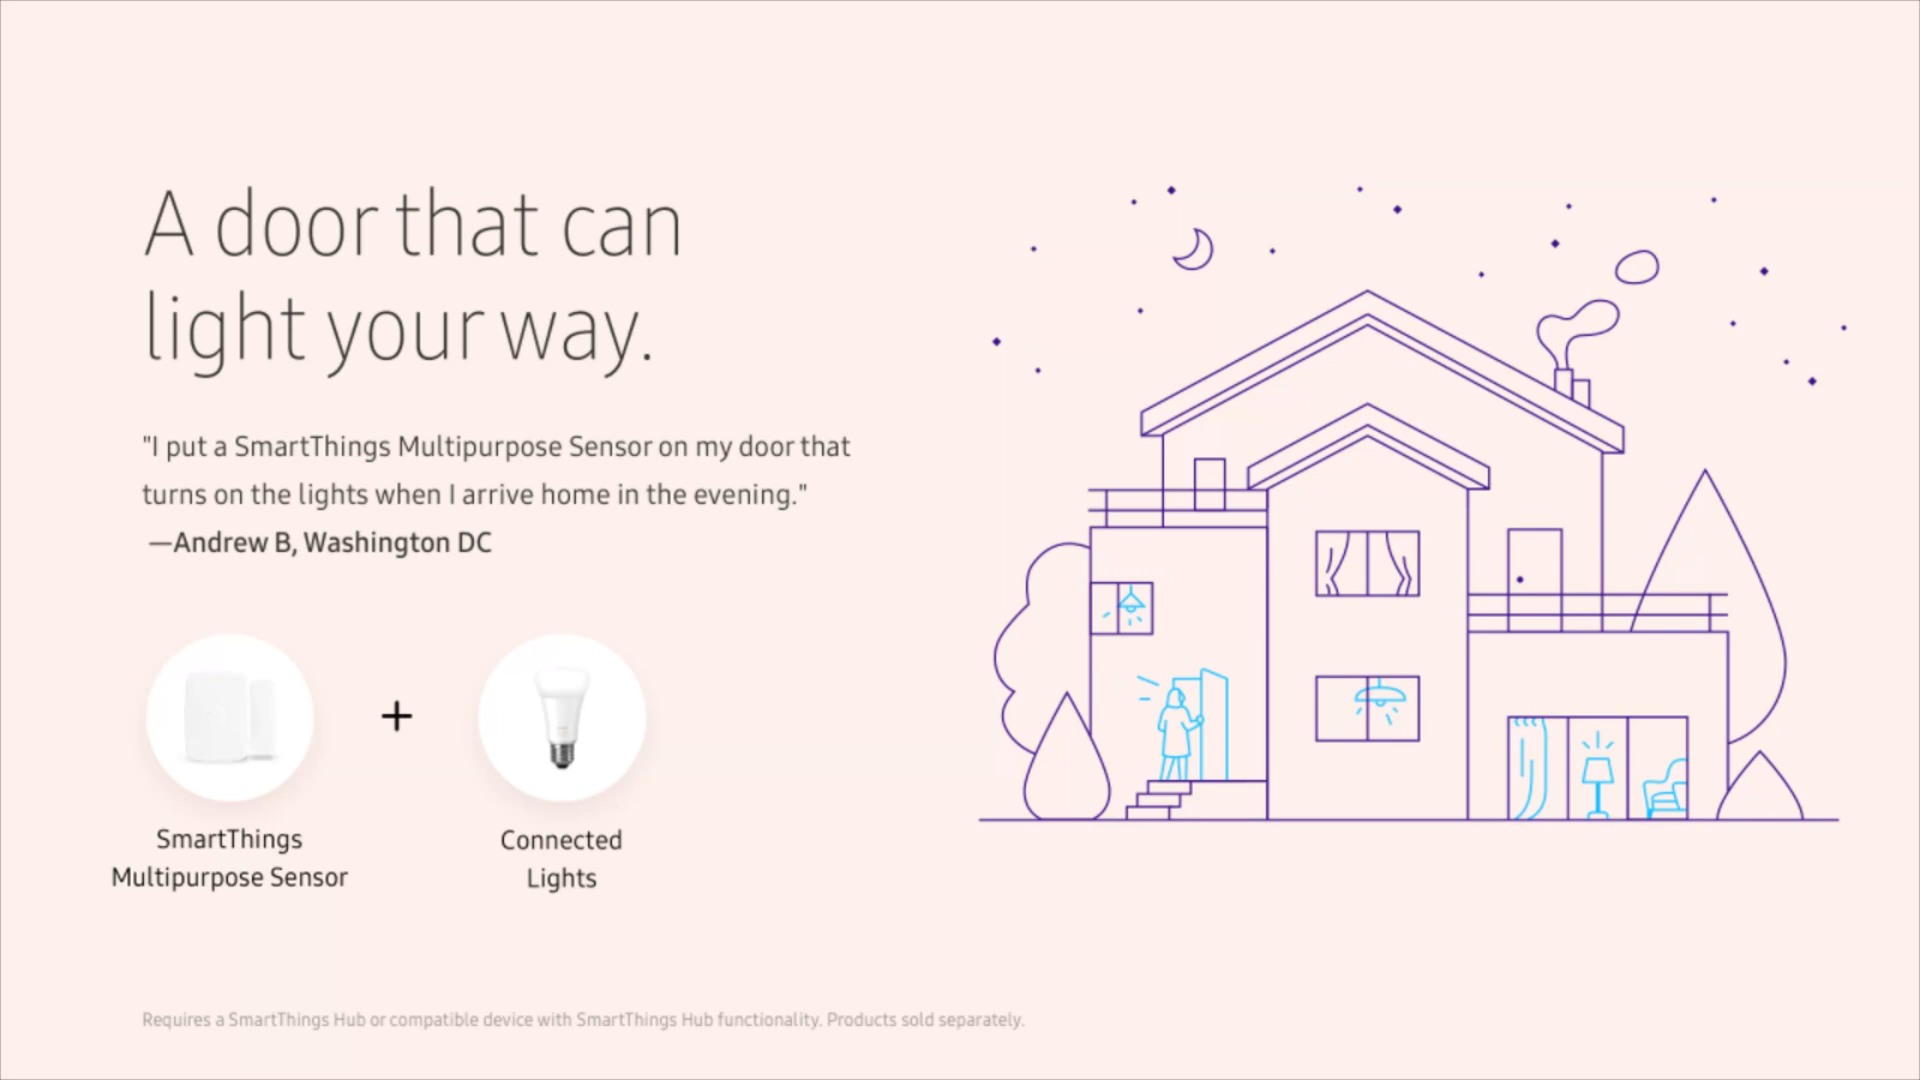 A door that can
light your way.
"I put a SmartThings Multipurpose Sensor on my door that
turns on the lights when I arrive home in the evening."
—Andrew B, Washington DC
+
SmartThings
Multipurpose Sensor
Connected
Lights
Requires a SmartThings Hub or compatible device with SmartThings Hub functionality. Products sold separately.